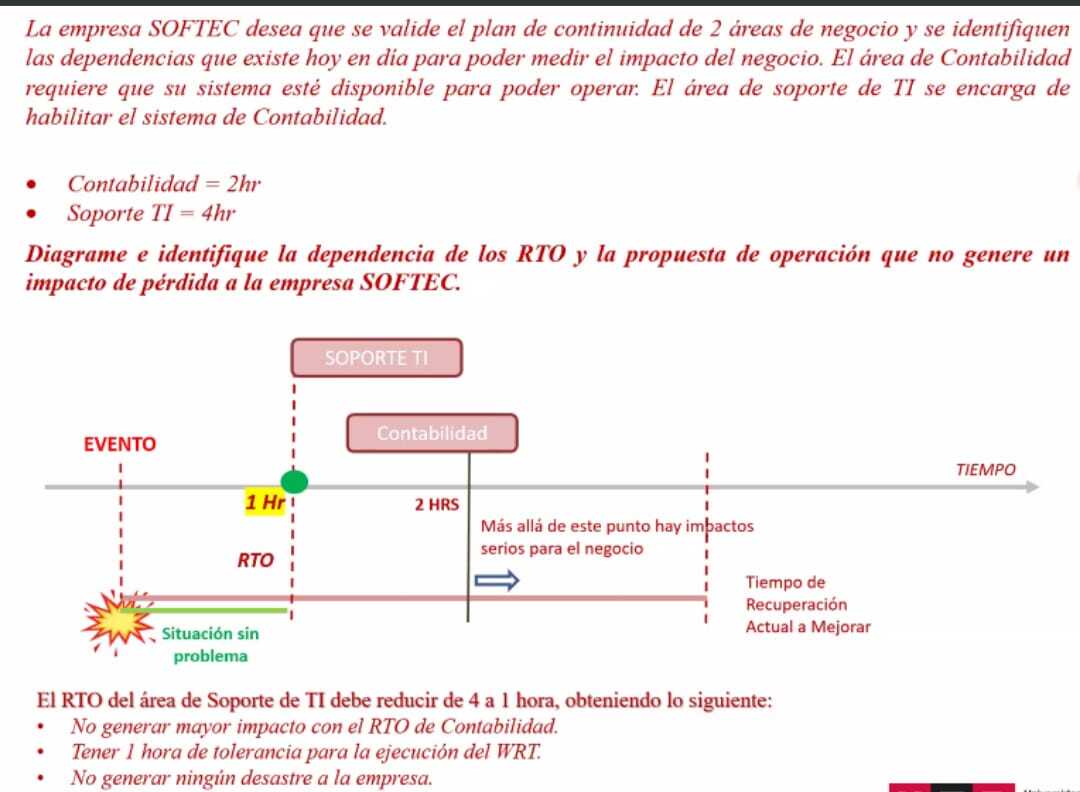 La empresa SOFTEC desea que se valide el plan de continuidad de 2 áreas de negocio y se identifiquen
las dependencias que existe hoy en día para poder medir el impacto del negocio. El área de Contabilidad
requiere que su sistema esté disponible para poder operar. El área de soporte de TI se encarga de
habilitar el sistema de Contabilidad.
• Contabilidad = 2hr
• Soporte TI = 4hr
Diagrame e identifique la dependencia de los RTO y la propuesta de operación que no genere un
impacto de pérdida a la empresa SOFTEC.
SOPORTE TI
Contabilidad
EVENTO
TIEMPO
1 Hr
2 HRS
Más allá de este punto hay impactos
serios para el negocio
RTO
Tiempo de
Recuperación
Actual a Mejorar
Situación sin
problema
El RTO del área de Soporte de TI debe reducir de 4 a 1 hora, obteniendo lo siguiente:
• No generar mayor impacto con el RTO de Contabilidad.
• Tener 1 hora de tolerancia para la ejecución del WRT.
• No generar ningún desastre a la empresa.